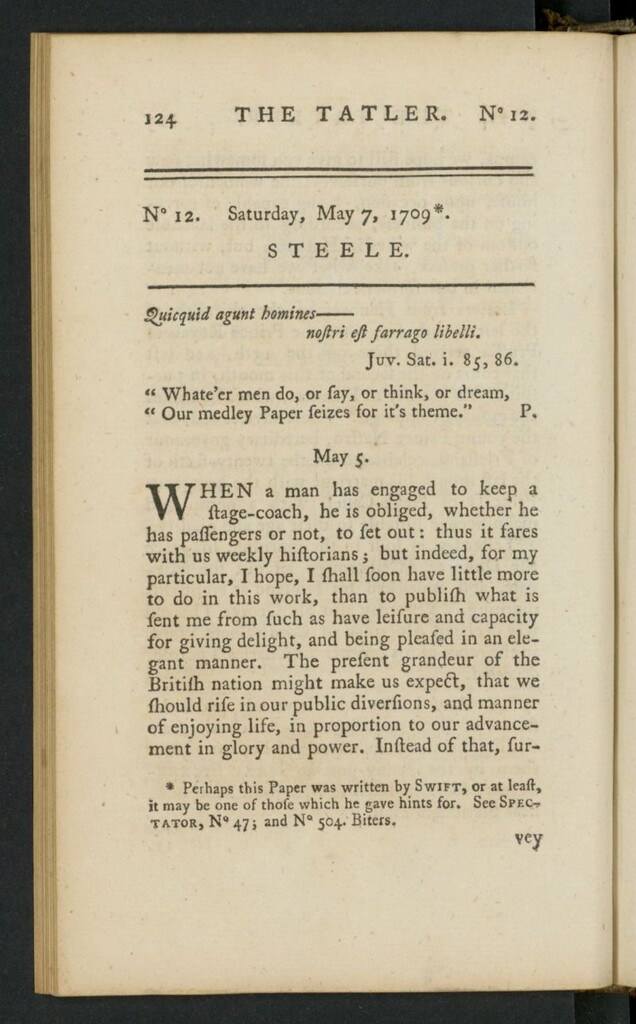 124 THE TATLER. Nº 12.
Nº 12. Saturday, May 7, 1709*.
STEELE.
Quicquid agunt homines——
noſtri eſt farrago libelli.
Juv. Sat. i. 85, 86.
“ Whate'er men do, or ſay, or think, or dream,
“ Our medley Paper ſeizes for it's theme.” P.
May 5.
WHEN a man has engaged to keep a
ſtage-coach, he is obliged, whether he
has paſſengers or not, to ſet out: thus it fares
with us weekly hiſtorians; but indeed, for my
particular, I hope, I ſhall ſoon have little more
to do in this work, than to publiſh what is
ſent me from ſuch as have leiſure and capacity
for giving delight, and being pleaſed in an ele-
gant manner. The preſent grandeur of the
Britiſh nation might make us expect, that we
ſhould riſe in our public diverſions, and manner
of enjoying life, in proportion to our advance-
ment in glory and power. Inſtead of that, ſur-
* Perhaps this Paper was written by SWIFT, or at leaſt,
it may be one of thoſe which he gave hints for. See SPEC-
TATOR, Nº 47; and Nº 504. Biters.
vey